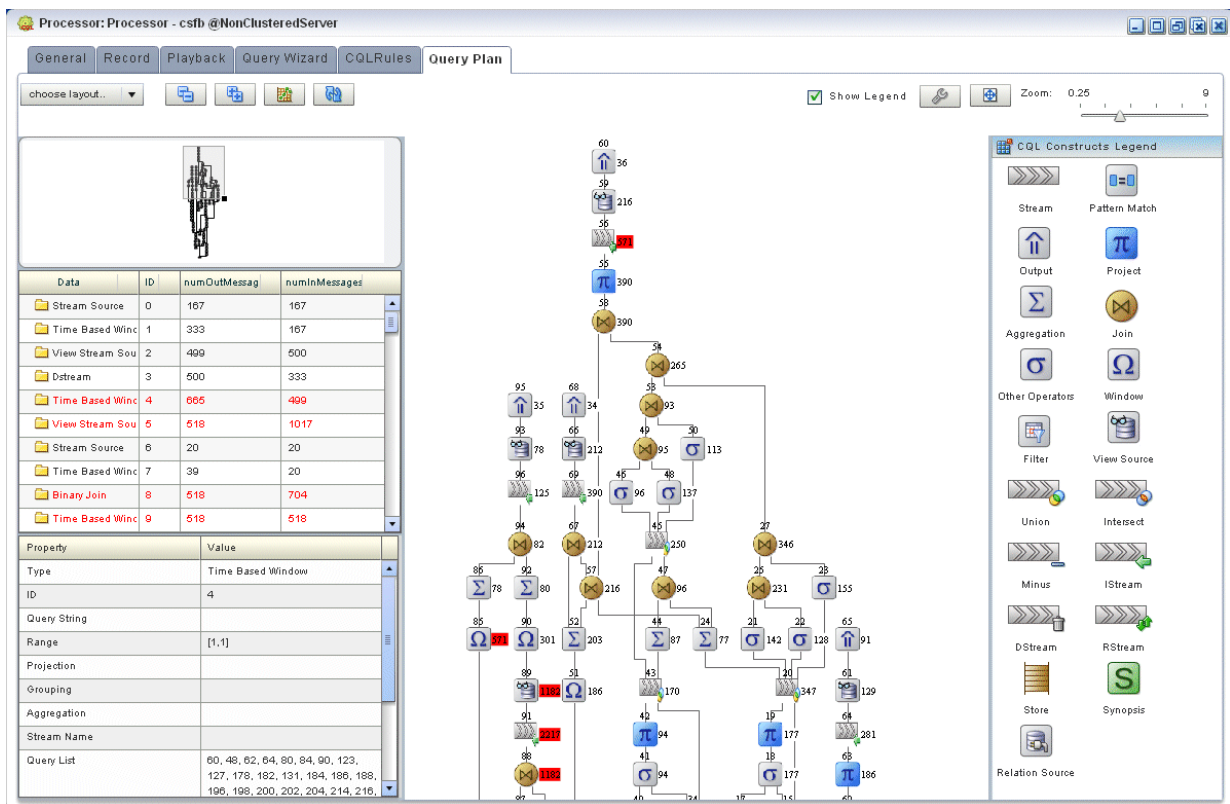 Processor: Processor - csfb @NonClusteredServer
General Record Playback Query Wizard CQLRules Query Plan
choose layout.. Show Legend Zoom: 0.25 9
Data ID numOutMessag numInMessages
Stream Source 0 167 167
Time Based Winc 1 333 167
View Stream Sou 2 499 500
Dstream 3 500 333
Time Based Winc 4 665 499
View Stream Sou 5 518 1017
Stream Source 6 20 20
Time Based Winc 7 39 20
Binary Join 8 518 704
Time Based Winc 9 518 518
Property Value
Type Time Based Window
ID 4
Query String
Range [1,1]
Projection
Grouping
Aggregation
Stream Name
Query List 60, 48, 62, 64, 80, 84, 90, 123,
127, 178, 182, 131, 184, 186, 188,
196, 198, 200, 202, 204, 214, 216,
60
36
59
216
56
571
55
π 390
58
390
54
265
95 68 53
35 34 93
93 66 49 50
78 212 95 σ 113
96 69 46 48
125 390 σ 96 σ 137
94 67 45 27
82 212 250 346
86 92 57 47 25 23
Σ 78 Σ 80 216 96 231 σ 155
85 90 52 44 24 21 22 65
Ω 571 Ω 301 Σ 203 Σ 87 Σ 77 σ 142 σ 128 91
89 51 43 20 61
1182 Ω 186 170 347 129
91 42 19 64
2217 π 94 π 177 281
88 41 18 63
1182 σ 94 σ 177 π 186
87 40 34 17 15 62
CQL Constructs Legend
Stream Pattern Match
π
Output Project
Σ
Aggregation Join
σ Ω
Other Operators Window
Filter View Source
Union Intersect
Minus IStream
DStream RStream
S
Store Synopsis
Relation Source